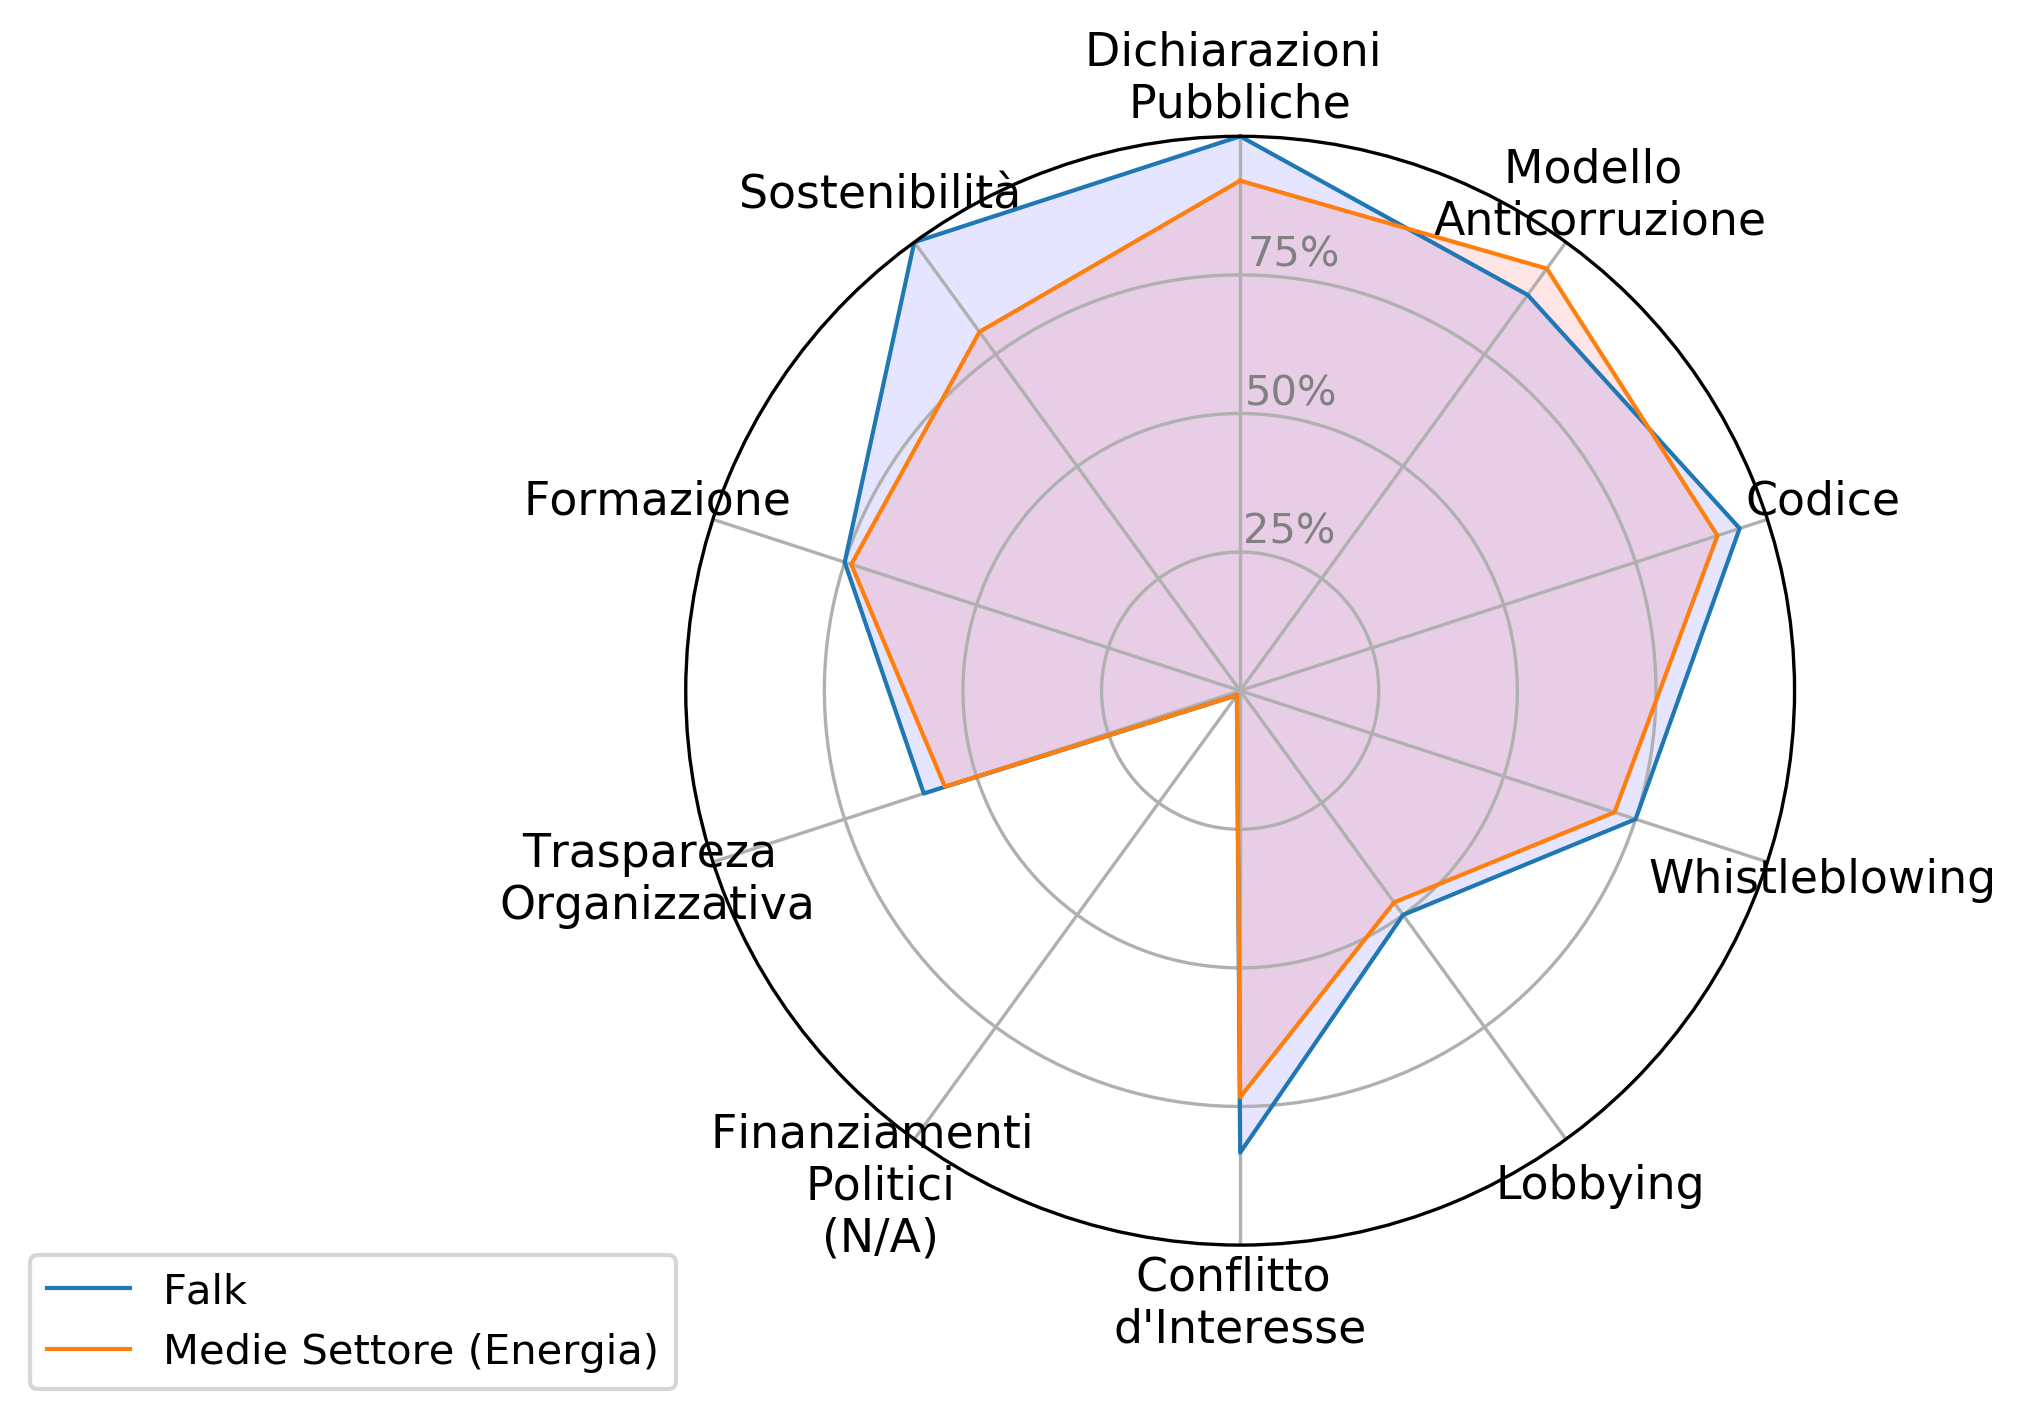 Dichiarazioni
Pubbliche
Modello
Anticorruzione
Sostenibilità
75%
50%
Formazione
Codice
25%
Traspareza
Organizzativa
Whistleblowing
Finanziamenti
Politici
(N/A)
Lobbying
Conflitto
d'Interesse
Falk
Medie Settore (Energia)